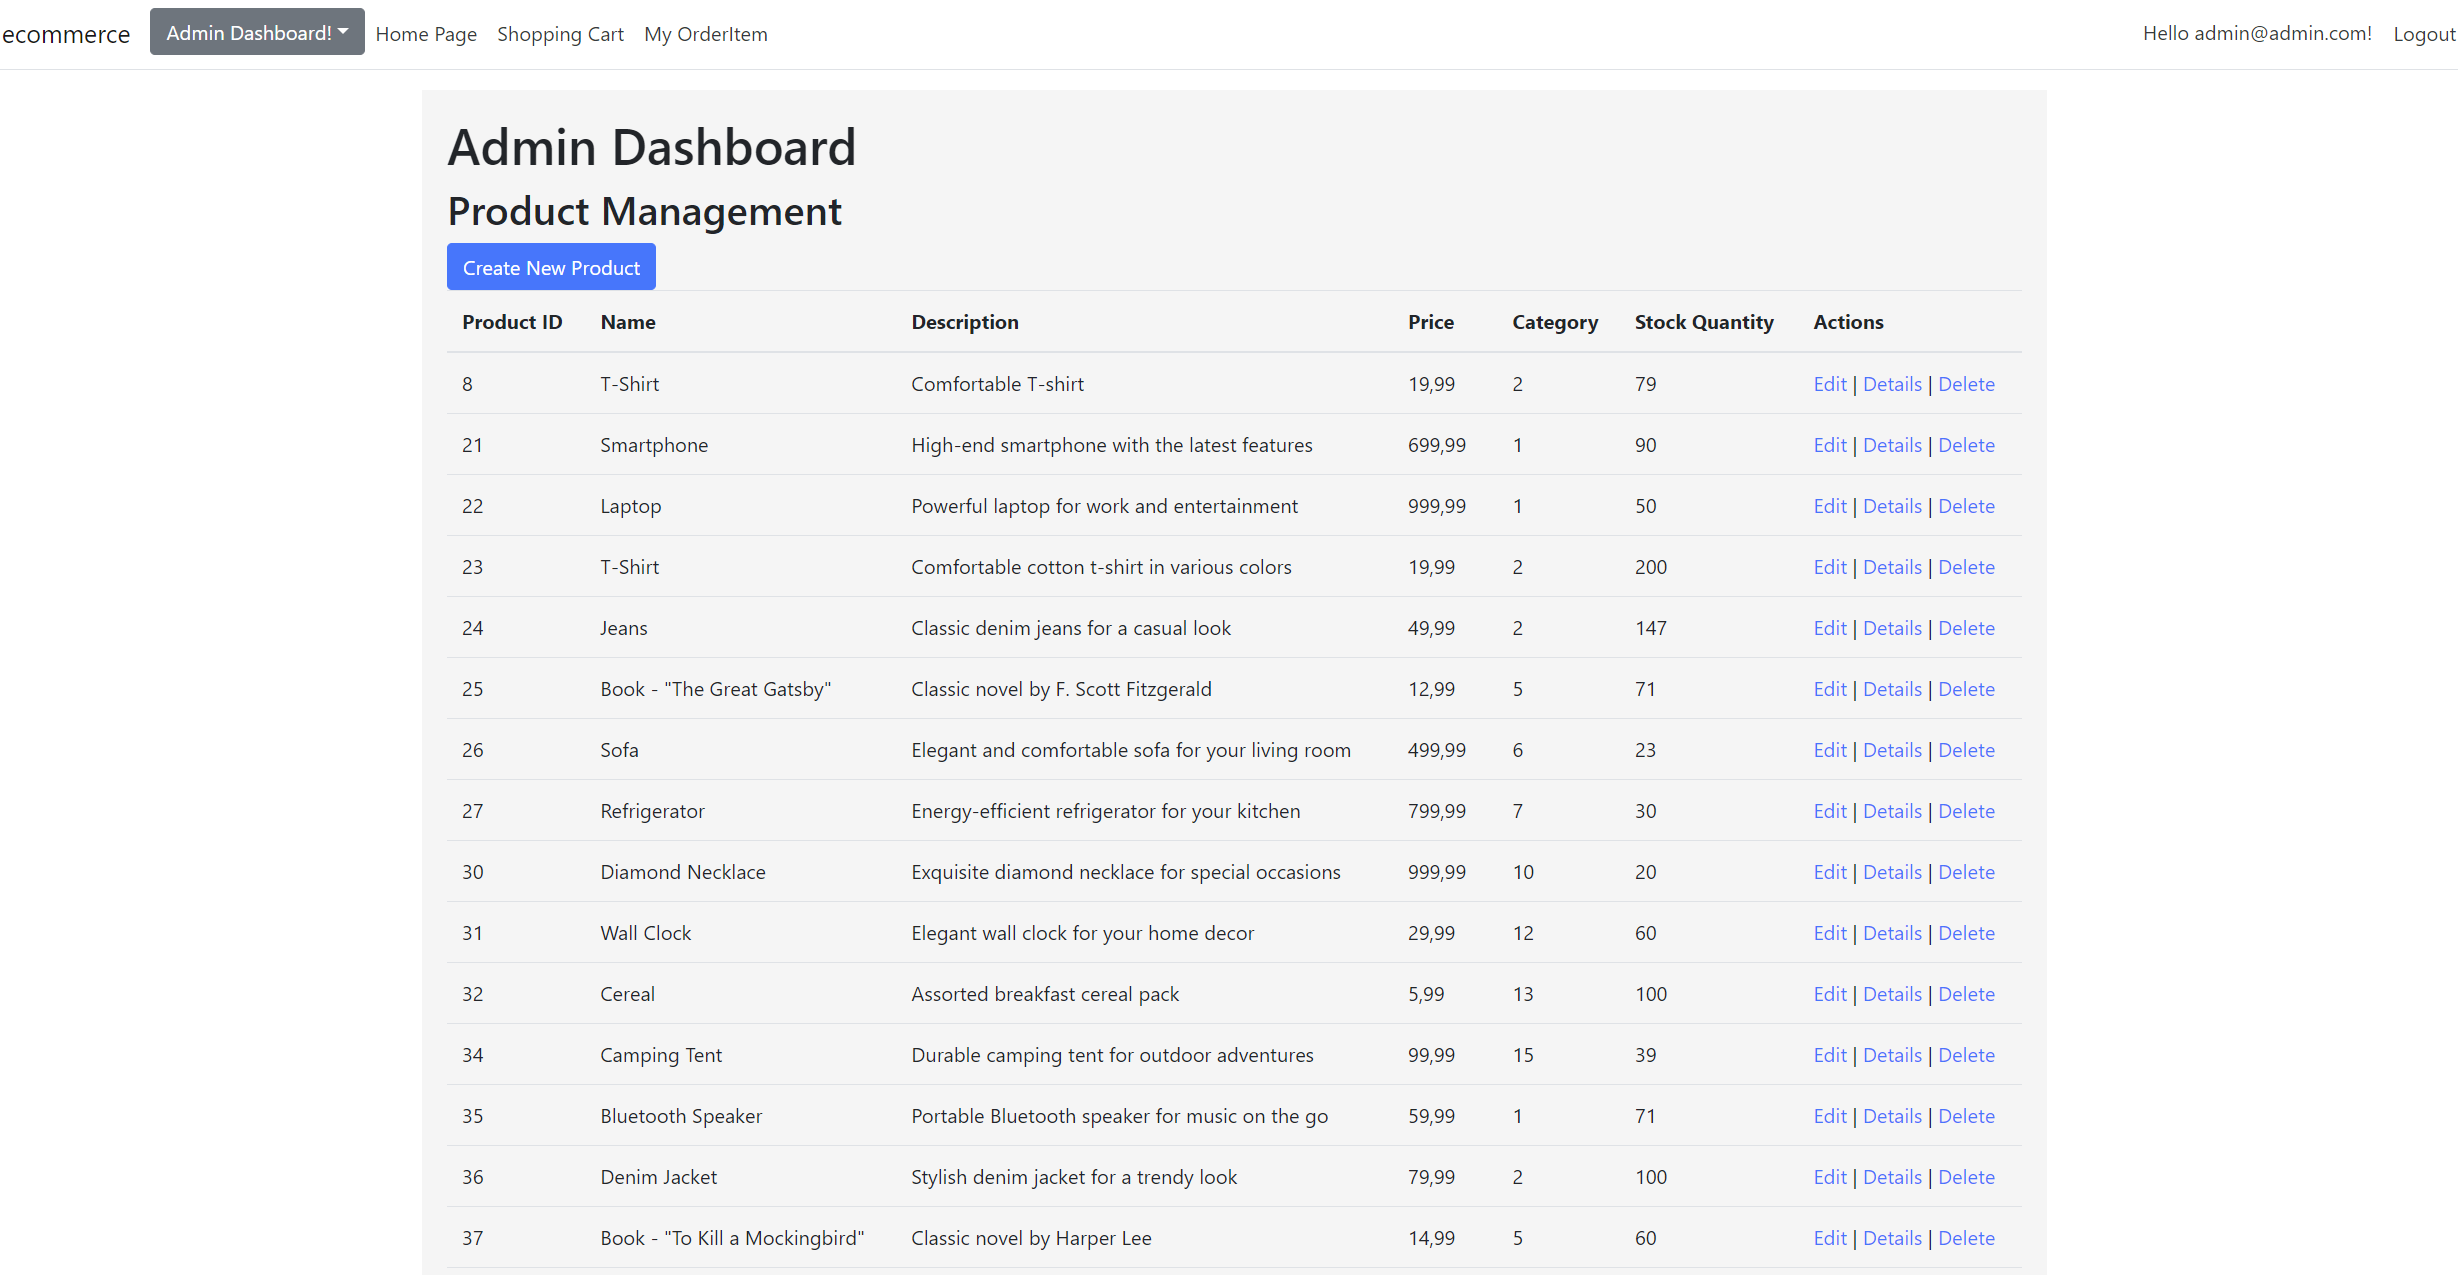 ecommerce Admin Dashboard! Home Page Shopping Cart My OrderItem Hello admin@admin.com! Logout
Admin Dashboard
Product Management
Create New Product
Product ID Name Description Price Category Stock Quantity Actions
8 T-Shirt Comfortable T-shirt 19,99 2 79 Edit | Details | Delete
21 Smartphone High-end smartphone with the latest features 699,99 1 90 Edit | Details | Delete
22 Laptop Powerful laptop for work and entertainment 999,99 1 50 Edit | Details | Delete
23 T-Shirt Comfortable cotton t-shirt in various colors 19,99 2 200 Edit | Details | Delete
24 Jeans Classic denim jeans for a casual look 49,99 2 147 Edit | Details | Delete
25 Book - "The Great Gatsby" Classic novel by F. Scott Fitzgerald 12,99 5 71 Edit | Details | Delete
26 Sofa Elegant and comfortable sofa for your living room 499,99 6 23 Edit | Details | Delete
27 Refrigerator Energy-efficient refrigerator for your kitchen 799,99 7 30 Edit | Details | Delete
30 Diamond Necklace Exquisite diamond necklace for special occasions 999,99 10 20 Edit | Details | Delete
31 Wall Clock Elegant wall clock for your home decor 29,99 12 60 Edit | Details | Delete
32 Cereal Assorted breakfast cereal pack 5,99 13 100 Edit | Details | Delete
34 Camping Tent Durable camping tent for outdoor adventures 99,99 15 39 Edit | Details | Delete
35 Bluetooth Speaker Portable Bluetooth speaker for music on the go 59,99 1 71 Edit | Details | Delete
36 Denim Jacket Stylish denim jacket for a trendy look 79,99 2 100 Edit | Details | Delete
37 Book - "To Kill a Mockingbird" Classic novel by Harper Lee 14,99 5 60 Edit | Details | Delete